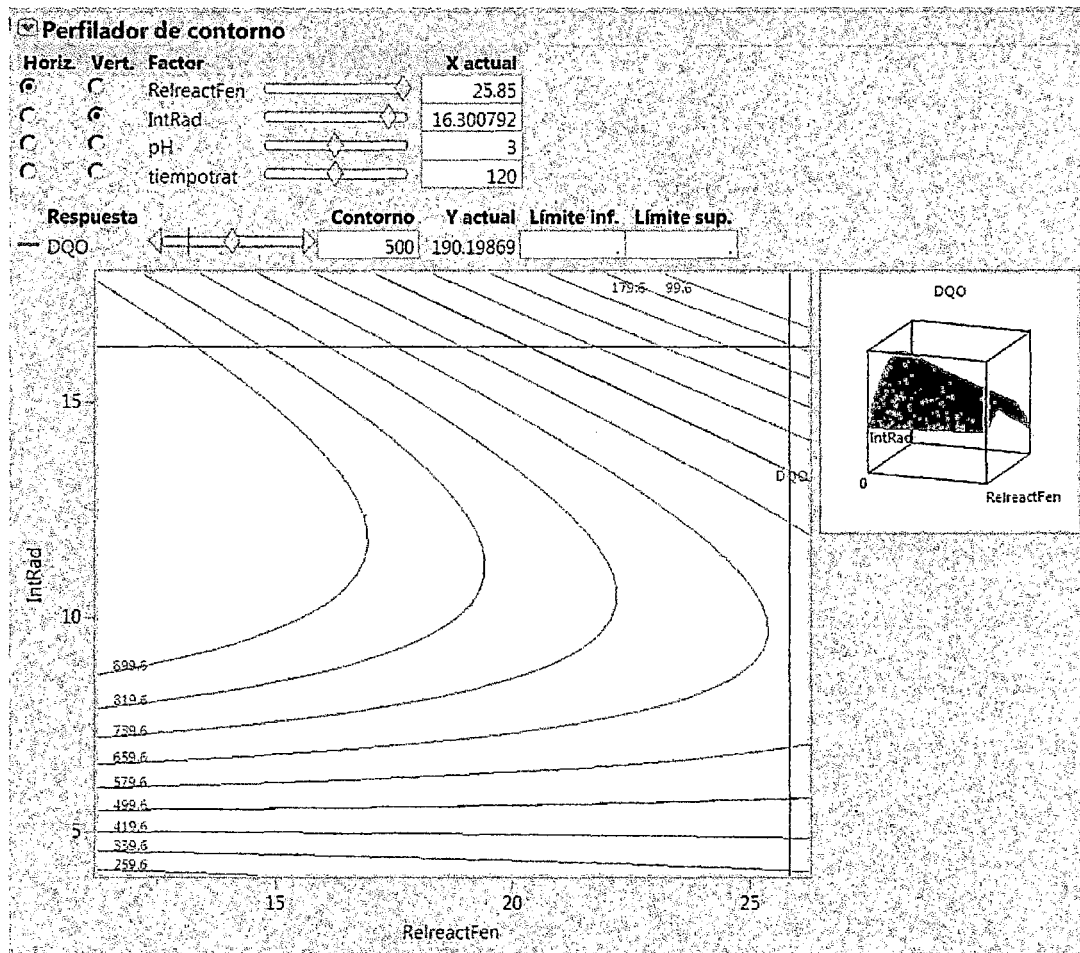 Perfilador de contorno
Horiz. Vert. Factor X actual
RelreactFen 25.85
IntRad 16.300792
pH 3
tiempotrat 120
Respuesta Contorno Y actual Límite inf. Límite sup.
DQO 500 190.19869 . .
179.6 99.6
DQO
15
IntRad
0
RelreactFen
DQO
IntRad
10
899.6
819.6
739.6
659.6
579.6
499.6
419.6
5
339.6
259.6
15 20 25
RelreactFen